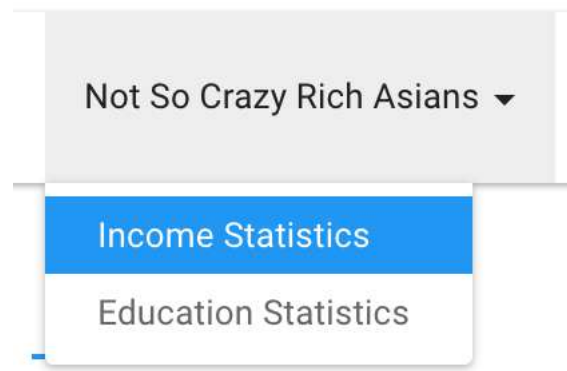 Not So Crazy Rich Asians
Income Statistics
Education Statistics